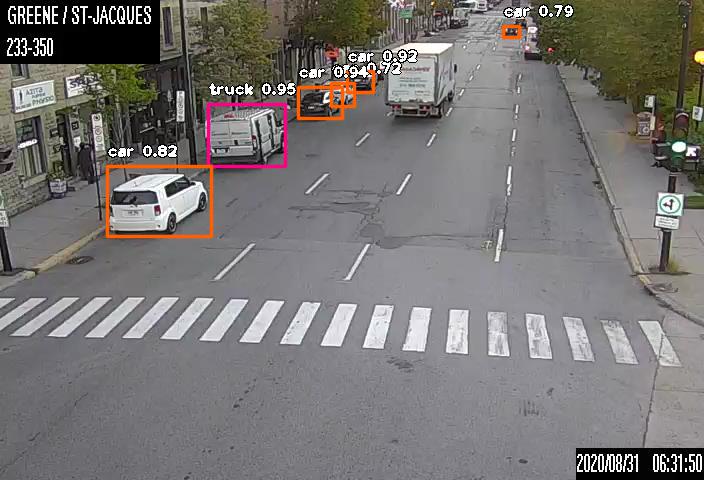 GREENE / ST-JACQUES
233-350
car 0.79
car 0.92
car 0.94
0.72
truck 0.95
car 0.82
PHYSIO
2020/08/31 06:31:50